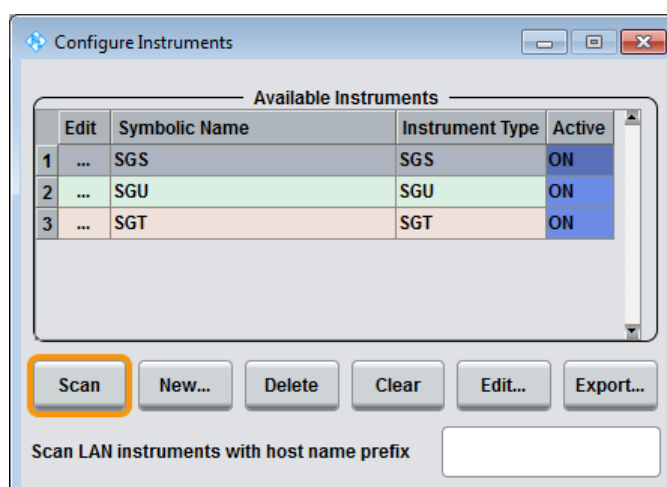 Configure Instruments
Available Instruments
Edit Symbolic Name Instrument Type Active
1 ... SGS SGS ON
2 ... SGU SGU ON
3 ... SGT SGT ON
Scan New... Delete Clear Edit... Export...
Scan LAN instruments with host name prefix